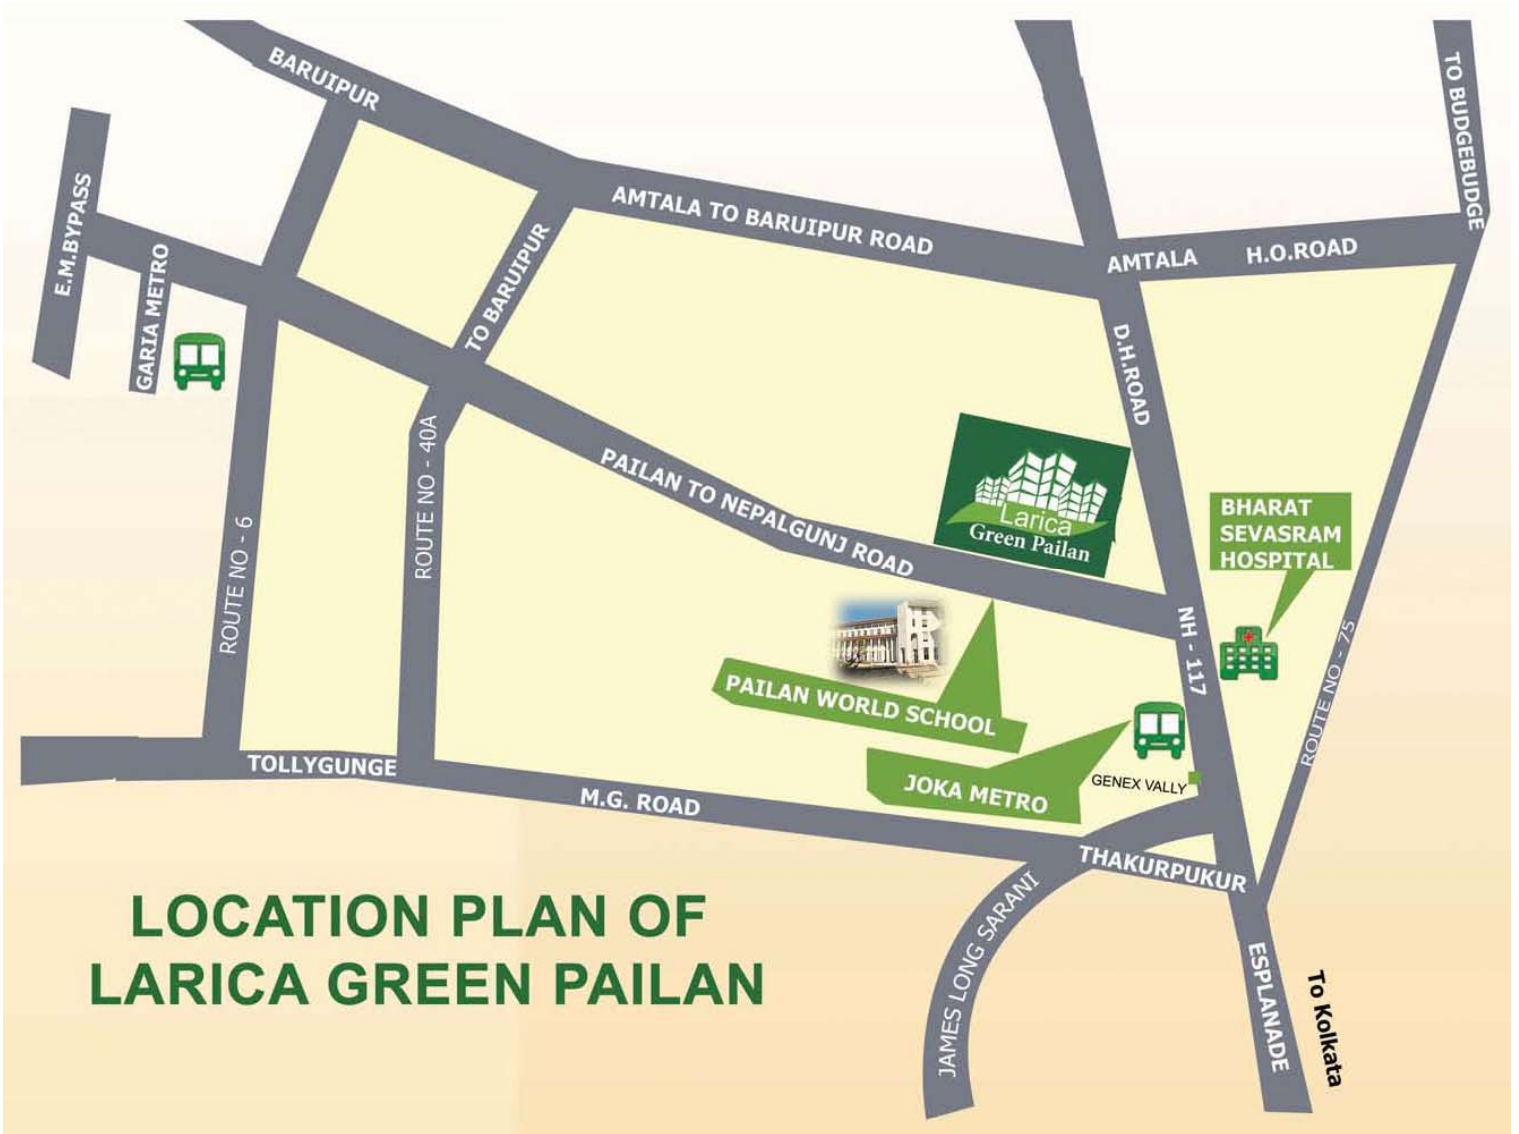 BARUIPUR
TO BUDGEBUDGE
E.M.BYPASS
GARIA METRO
AMTALA TO BARUIPUR ROAD
TO BARUIPUR
AMTALA
H.O.ROAD
D.H.ROAD
ROUTE NO - 6
ROUTE NO - 40A
PAILAN TO NEPALGUNJ ROAD
Larica
Green Pailan
BHARAT
SEVASRAM
HOSPITAL
NH - 117
ROUTE NO - 75
PAILAN WORLD SCHOOL
JOKA METRO
GENEX VALLY
TOLLYGUNGE
M.G. ROAD
THAKURPUKUR
JAMES LONG SARANI
ESPLANADE
To Kolkata
LOCATION PLAN OF
LARICA GREEN PAILAN